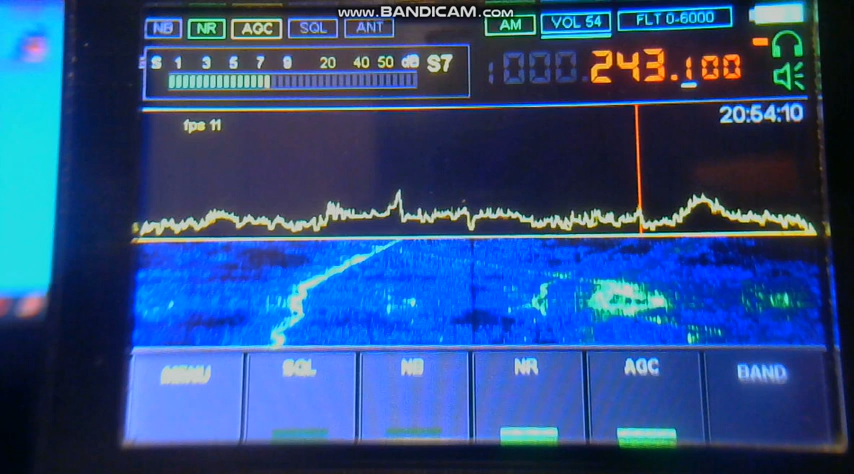 www.BANDICAM.com
NB NR AGC SQL ANT AM VOL 54 FLT 0-6000
S 1 3 5 7 9 20 40 50 dB S7
243.100
20:54:10
fps 11
MENU SQL NB NR AGC BAND